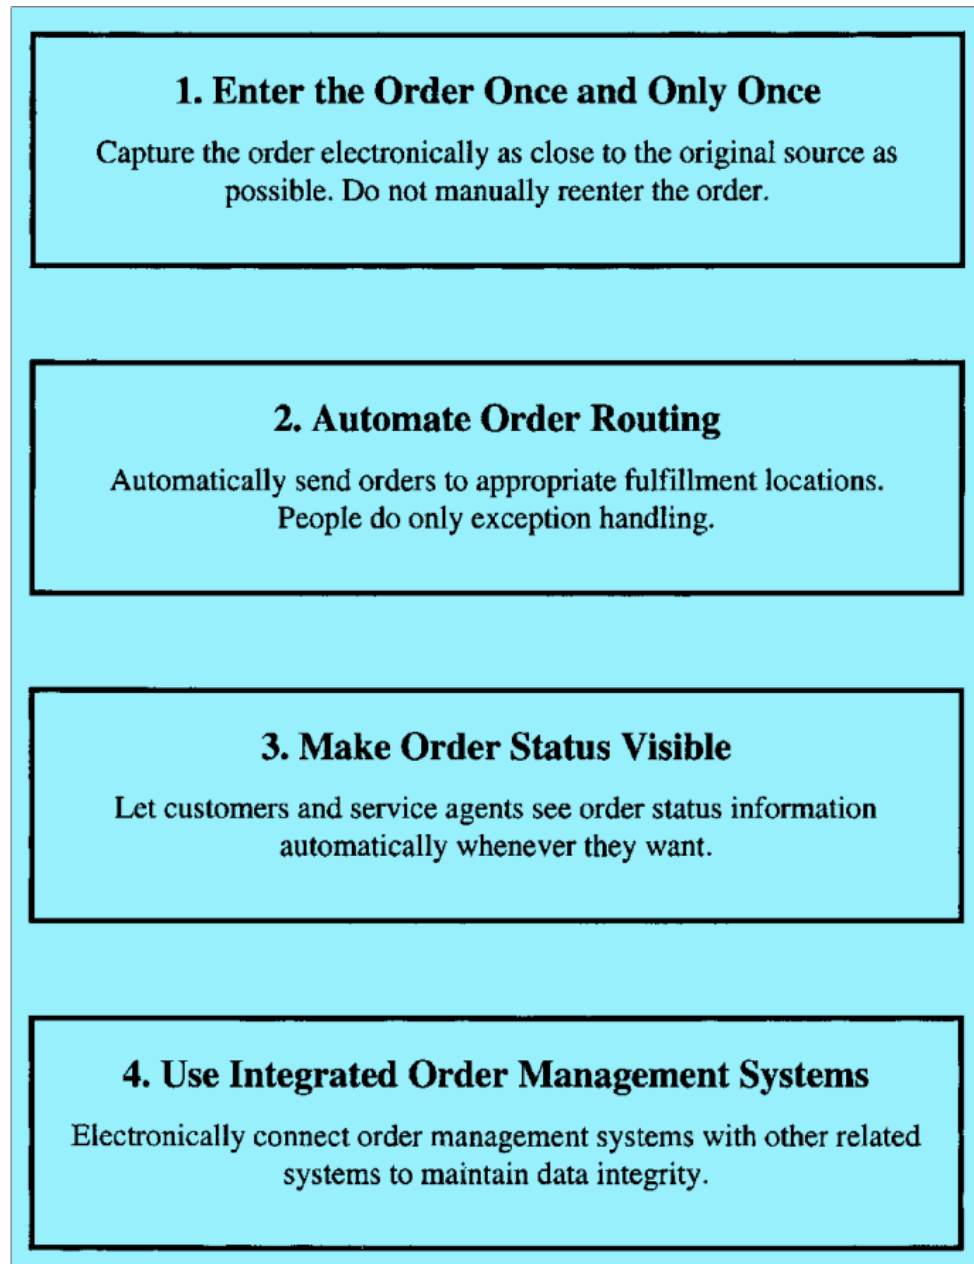 1. Enter the Order Once and Only Once
Capture the order electronically as close to the original source as
possible. Do not manually reenter the order.
2. Automate Order Routing
Automatically send orders to appropriate fulfillment locations.
People do only exception handling.
3. Make Order Status Visible
Let customers and service agents see order status information
automatically whenever they want.
4. Use Integrated Order Management Systems
Electronically connect order management systems with other related
systems to maintain data integrity.